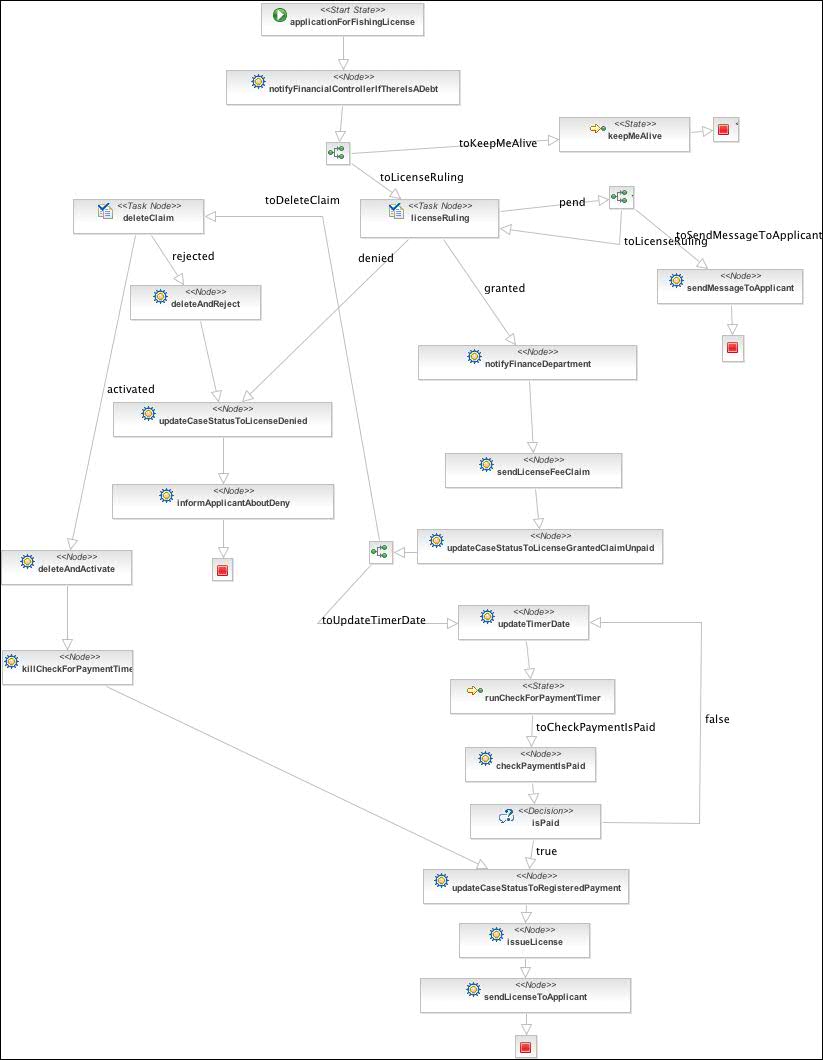 <<Start State>>
applicationForFishingLicense
<<Node>>
notifyFinancialControllerIfThereIsADebt
toKeepMeAlive
<<State>>
keepMeAlive
toLicenseRuling
toDeleteClaim
<<Task Node>>
deleteClaim
<<Task Node>>
licenseRuling
pend
toLicenseRuling
toSendMessageToApplicant
rejected
denied
granted
<<Node>>
sendMessageToApplicant
<<Node>>
deleteAndReject
<<Node>>
notifyFinanceDepartment
activated
<<Node>>
updateCaseStatusToLicenseDenied
<<Node>>
sendLicenseFeeClaim
<<Node>>
informApplicantAboutDeny
<<Node>>
updateCaseStatusToLicenseGrantedClaimUnpaid
<<Node>>
deleteAndActivate
toUpdateTimerDate
<<Node>>
updateTimerDate
<<Node>>
killCheckForPaymentTime
<<State>>
runCheckForPaymentTimer
toCheckPaymentIsPaid
false
<<Node>>
checkPaymentIsPaid
<<Decision>>
isPaid
true
<<Node>>
updateCaseStatusToRegisteredPayment
<<Node>>
issueLicense
<<Node>>
sendLicenseToApplicant